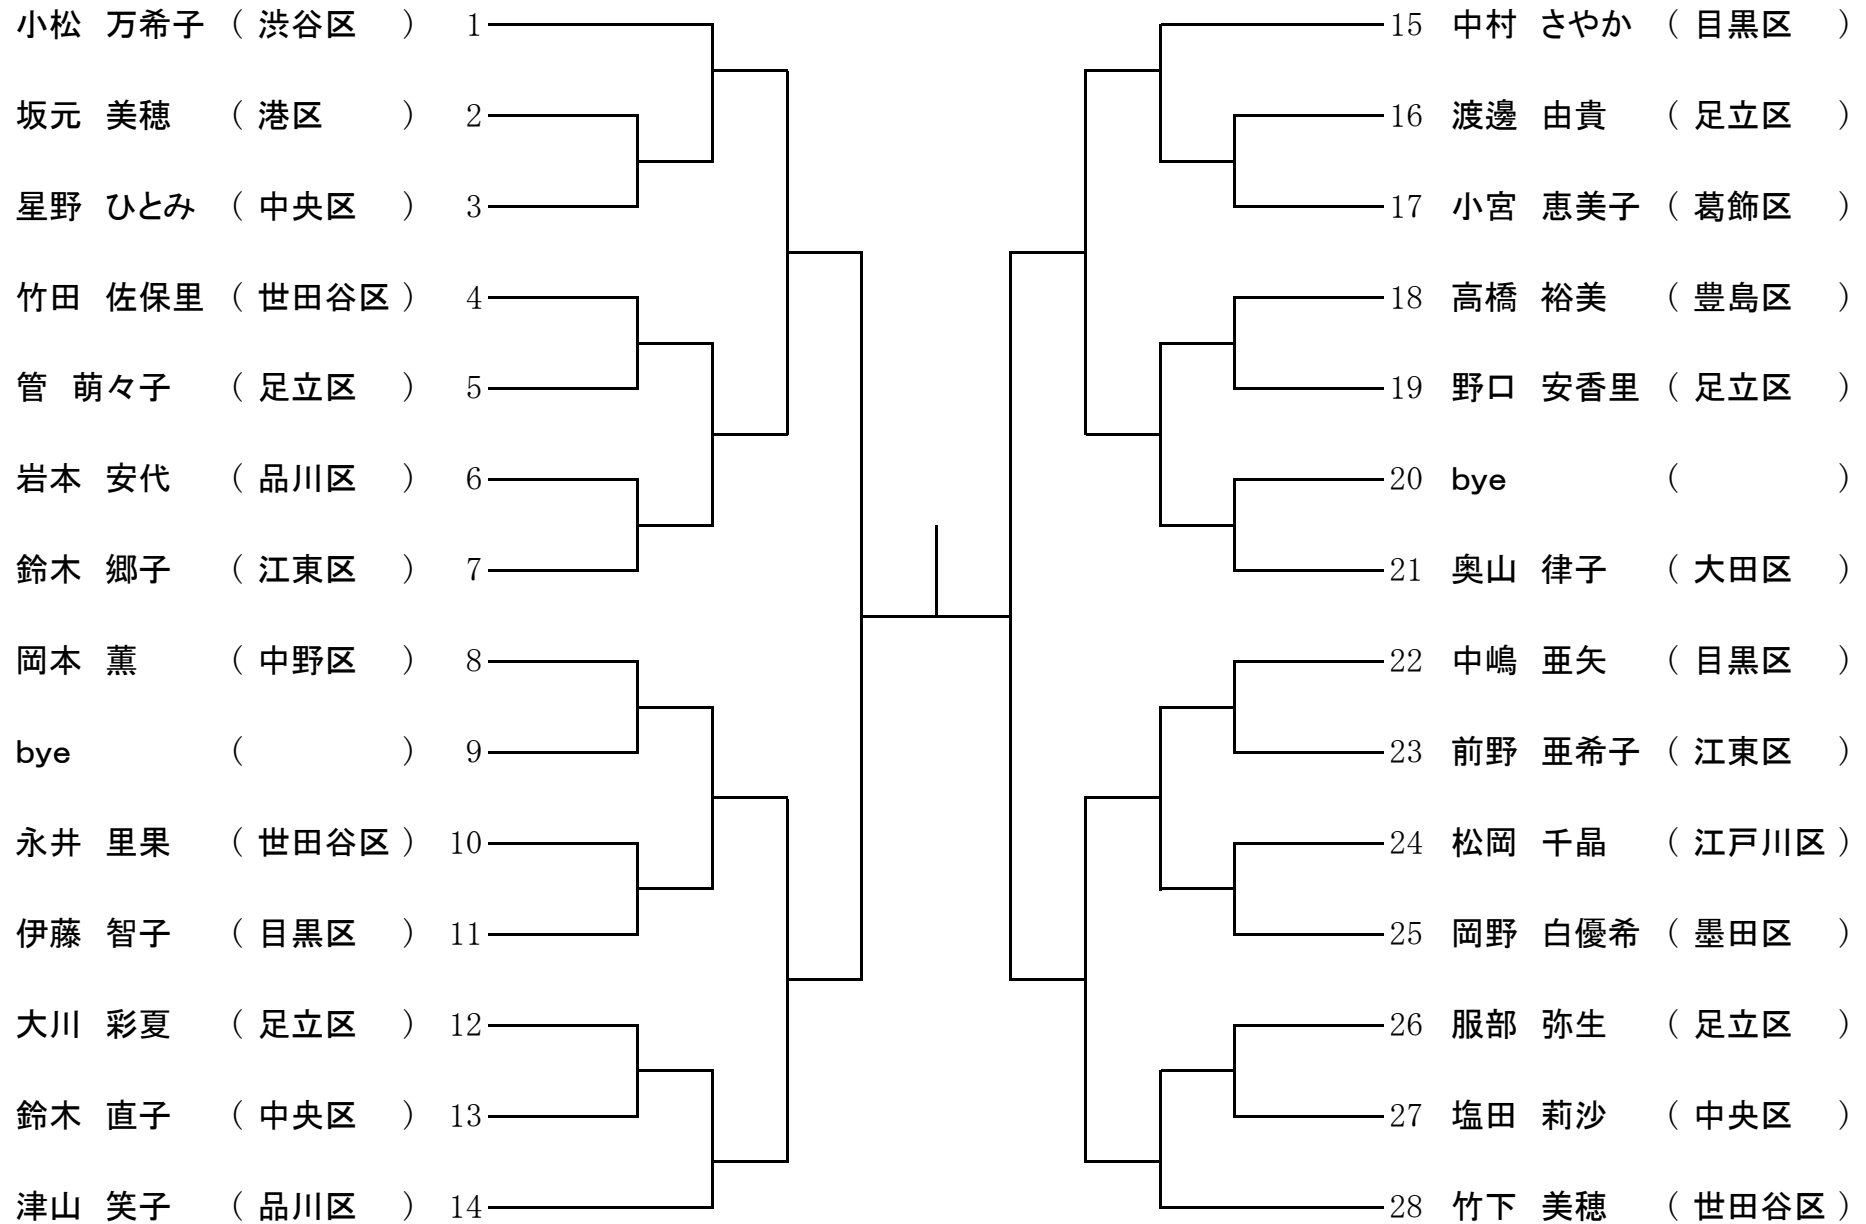 小松 万希子 ( 渋谷区 ) 1
坂元 美穂 ( 港区 ) 2
星野 ひとみ ( 中央区 ) 3
竹田 佐保里 ( 世田谷区 ) 4
管 萌々子 ( 足立区 ) 5
岩本 安代 ( 品川区 ) 6
鈴木 郷子 ( 江東区 ) 7
岡本 薫 ( 中野区 ) 8
bye ( ) 9
永井 里果 ( 世田谷区 ) 10
伊藤 智子 ( 目黒区 ) 11
大川 彩夏 ( 足立区 ) 12
鈴木 直子 ( 中央区 ) 13
津山 笑子 ( 品川区 ) 14
15 中村 さやか ( 目黒区 )
16 渡邊 由貴 ( 足立区 )
17 小宮 恵美子 ( 葛飾区 )
18 高橋 裕美 ( 豊島区 )
19 野口 安香里 ( 足立区 )
20 bye ( )
21 奥山 律子 ( 大田区 )
22 中嶋 亜矢 ( 目黒区 )
23 前野 亜希子 ( 江東区 )
24 松岡 千晶 ( 江戸川区 )
25 岡野 白優希 ( 墨田区 )
26 服部 弥生 ( 足立区 )
27 塩田 莉沙 ( 中央区 )
28 竹下 美穂 ( 世田谷区 )